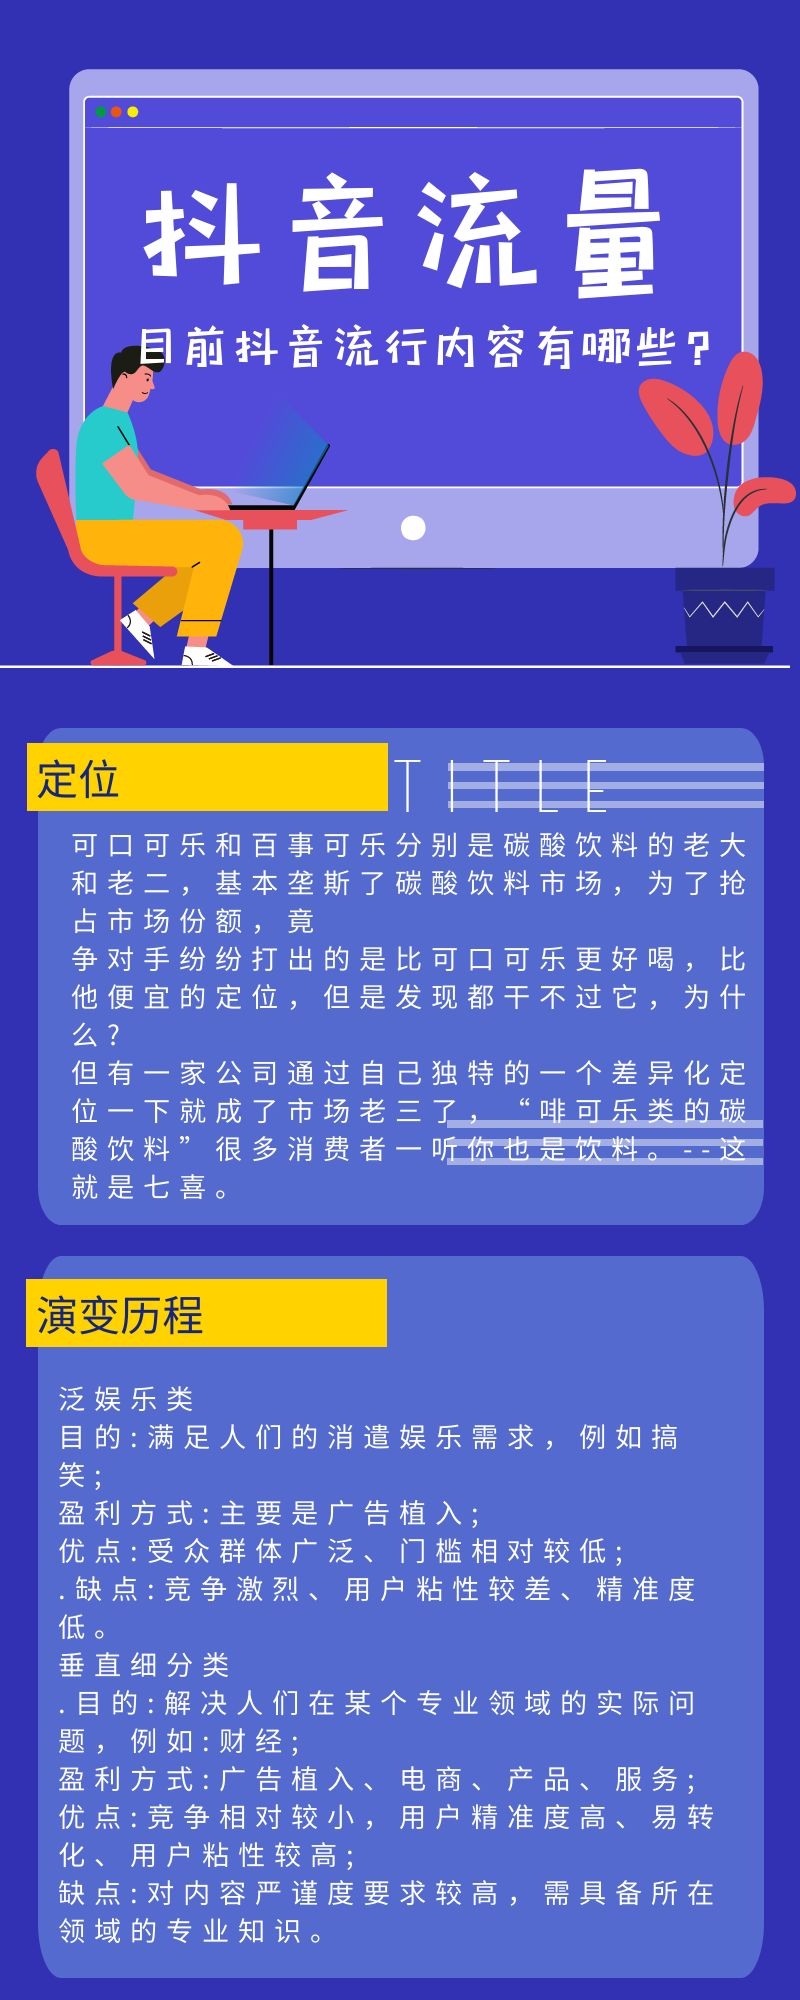 抖音流量
目前抖音流行内容有哪些?
定位
TITLE
可口可乐和百事可乐分别是碳酸饮料的老大
和老二，基本垄断了碳酸饮料市场，为了抢
占市场份额，竟
争对手纷纷打出的是比可口可乐更好喝，比
他便宜的定位，但是发现都干不过它，为什
么?
但有一家公司通过自己独特的一个差异化定
位一下就成了市场老三了，“啡可乐类的碳
酸饮料”很多消费者一听你也是饮料。--这
就是七喜。
演变历程
泛娱乐类
目的:满足人们的消遣娱乐需求，例如搞
笑;
盈利方式:主要是广告植入;
优点:受众群体广泛、门槛相对较低;
.缺点:竞争激烈、用户粘性较差、精准度
低。
垂直细分类
.目的:解决人们在某个专业领域的实际问
题，例如:财经;
盈利方式:广告植入、电商、产品、服务;
优点:竞争相对较小，用户精准度高、易转
化、用户粘性较高;
缺点:对内容严谨度要求较高，需具备所在
领域的专业知识。